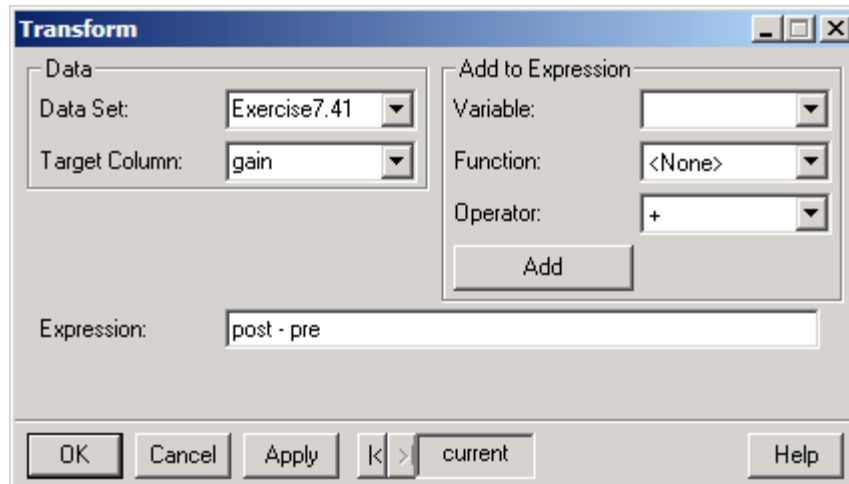 Transform
Data
Data Set: Exercise7.41
Target Column: gain
Add to Expression
Variable:
Function: <None>
Operator: +
Add
Expression: post - pre
OK Cancel Apply current Help